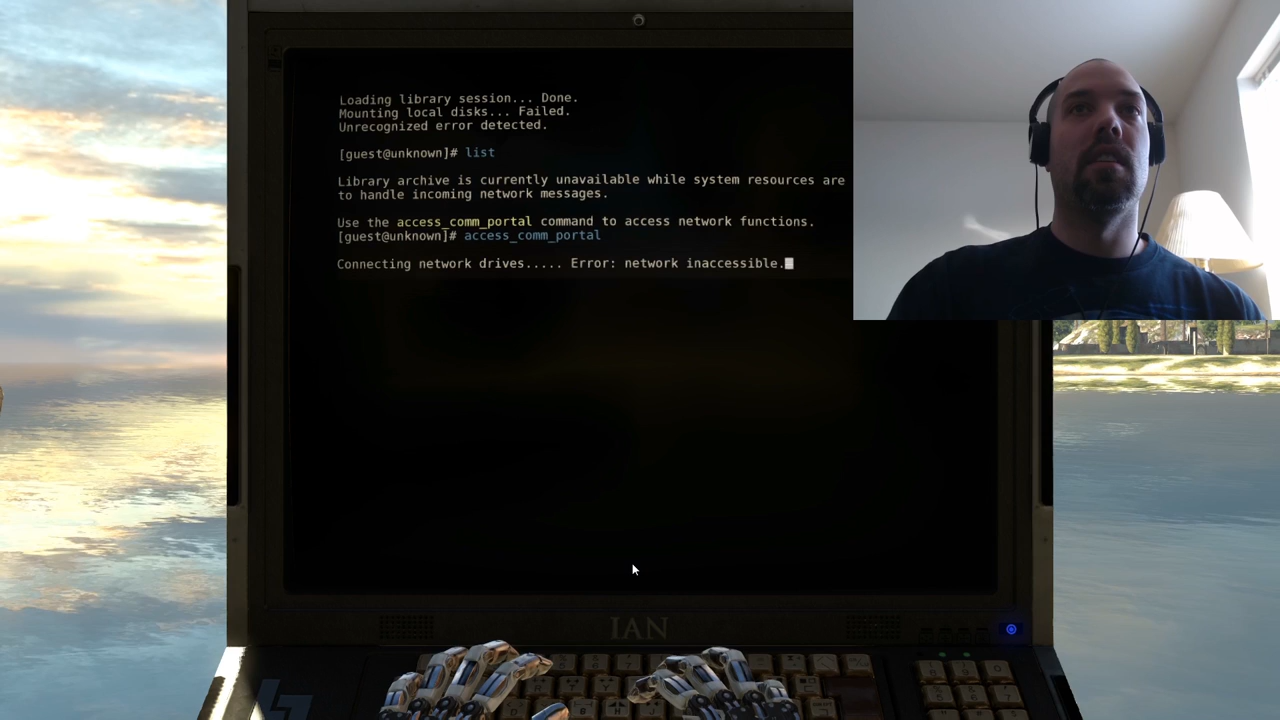 Loading library session... Done.
Mounting local disks... Failed.
Unrecognized error detected.
[guest@unknown]# list
Library archive is currently unavailable while system resources are
to handle incoming network messages.
Use the access_comm_portal command to access network functions.
[guest@unknown]# access_comm_portal
Connecting network drives..... Error: network inaccessible.
IAN